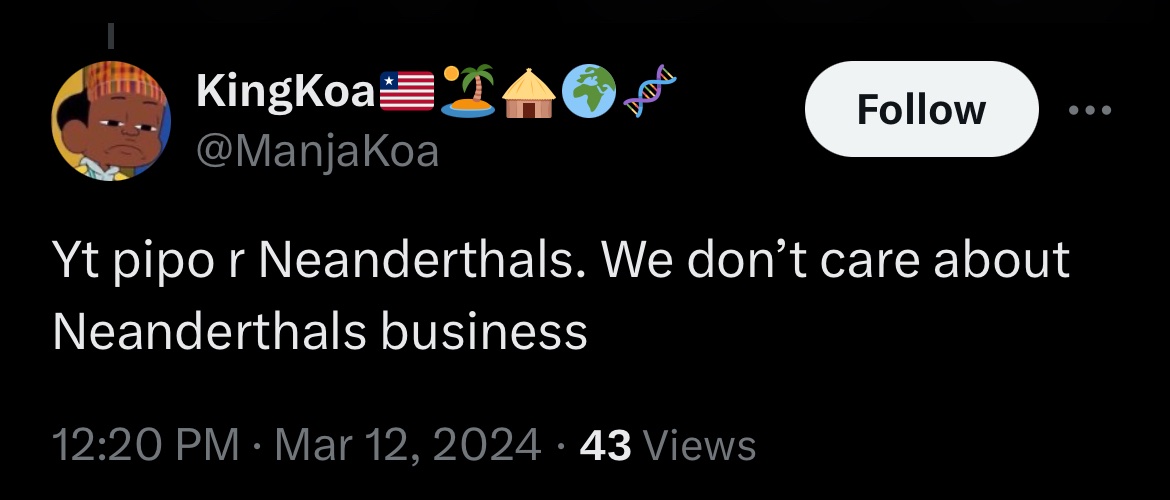 KingKoa🇱🇷🏝️🛖🌍🧬
@ManjaKoa
Follow
Yt pipo r Neanderthals. We don’t care about
Neanderthals business
12:20 PM · Mar 12, 2024 · 43 Views